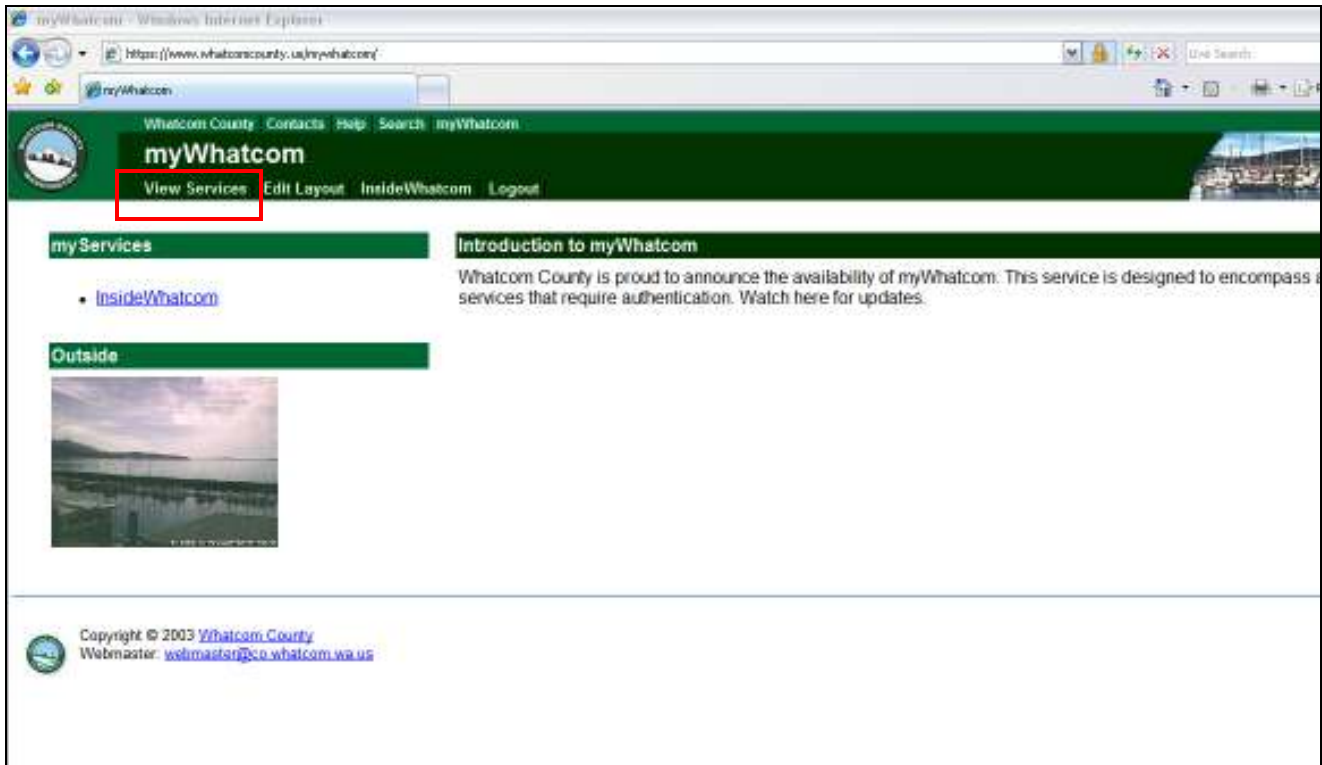 myWhatcom - Windows Internet Explorer
https://www.whatcomcounty.us/mywhatcom/
Live Search
myWhatcom
Whatcom County Contacts Help Search myWhatcom
myWhatcom
View Services Edit Layout InsideWhatcom Logout
myServices
• InsideWhatcom
Outside
Introduction to myWhatcom
Whatcom County is proud to announce the availability of myWhatcom. This service is designed to encompass a
services that require authentication. Watch here for updates.
Copyright © 2003 Whatcom County
Webmaster: webmaster@co.whatcom.wa.us